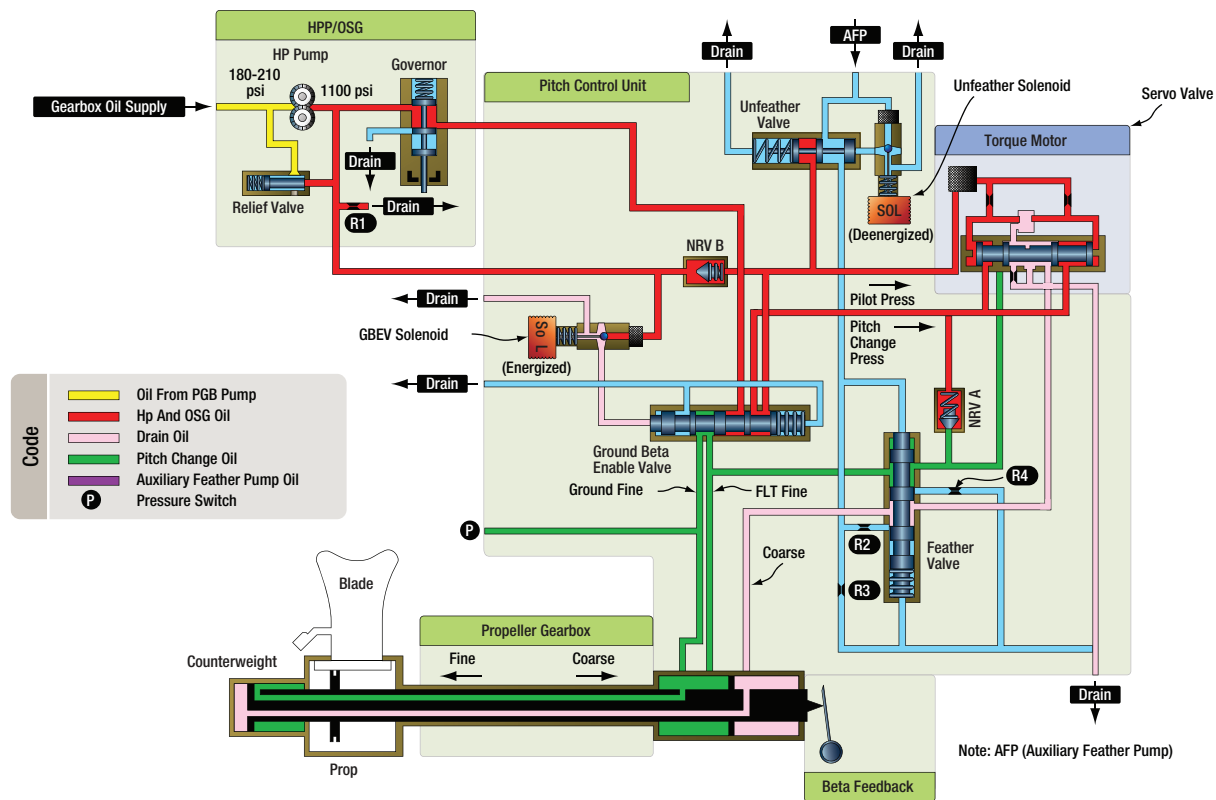 HPP/OSG
HP Pump
180-210
psi
1100 psi
Governor
Gearbox Oil Supply
Drain
Relief Valve
R1
Drain
Pitch Control Unit
Drain
AFP
Drain
Unfeather
Valve
Unfeather Solenoid
SOL
(Deenergized)
Servo Valve
Torque Motor
NRV B
Pilot Press
Pitch
Change
Press
Drain
GBEV Solenoid
So L
(Energized)
Drain
NRV A
Ground Beta
Enable Valve
Ground Fine
FLT Fine
R4
P
R2
Feather
Valve
R3
Coarse
Code
Oil From PGB Pump
Hp And OSG Oil
Drain Oil
Pitch Change Oil
Auxiliary Feather Pump Oil
P Pressure Switch
Blade
Propeller Gearbox
Counterweight
Fine
Coarse
Prop
Drain
Note: AFP (Auxiliary Feather Pump)
Beta Feedback